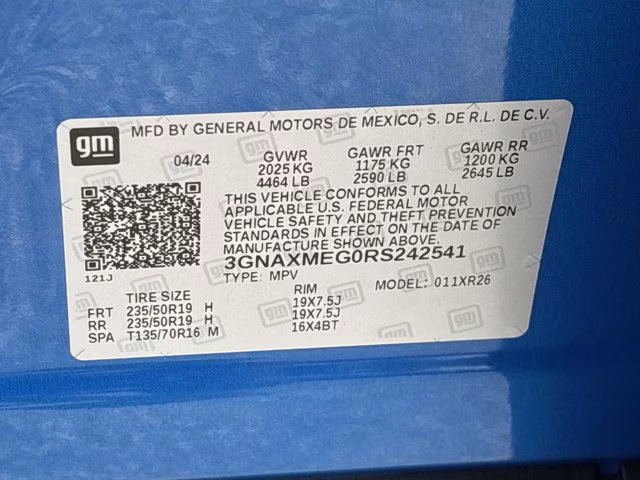 gm MFD BY GENERAL MOTORS DE MEXICO, S. DE R.L. DE C.V.
04/24 GVWR GAWR FRT GAWR RR
2025 KG 1175 KG 1200 KG
4464 LB 2590 LB 2645 LB
THIS VEHICLE CONFORMS TO ALL
APPLICABLE U.S. FEDERAL MOTOR
VEHICLE SAFETY AND THEFT PREVENTION
STANDARDS IN EFFECT ON THE DATE OF
MANUFACTURE SHOWN ABOVE.
3GNAXMEG0RS242541
121J TYPE: MPV MODEL: 011XR26
TIRE SIZE RIM
FRT 235/50R19 H 19X7.5J
RR 235/50R19 H 19X7.5J
SPA T135/70R16 M 16X4BT